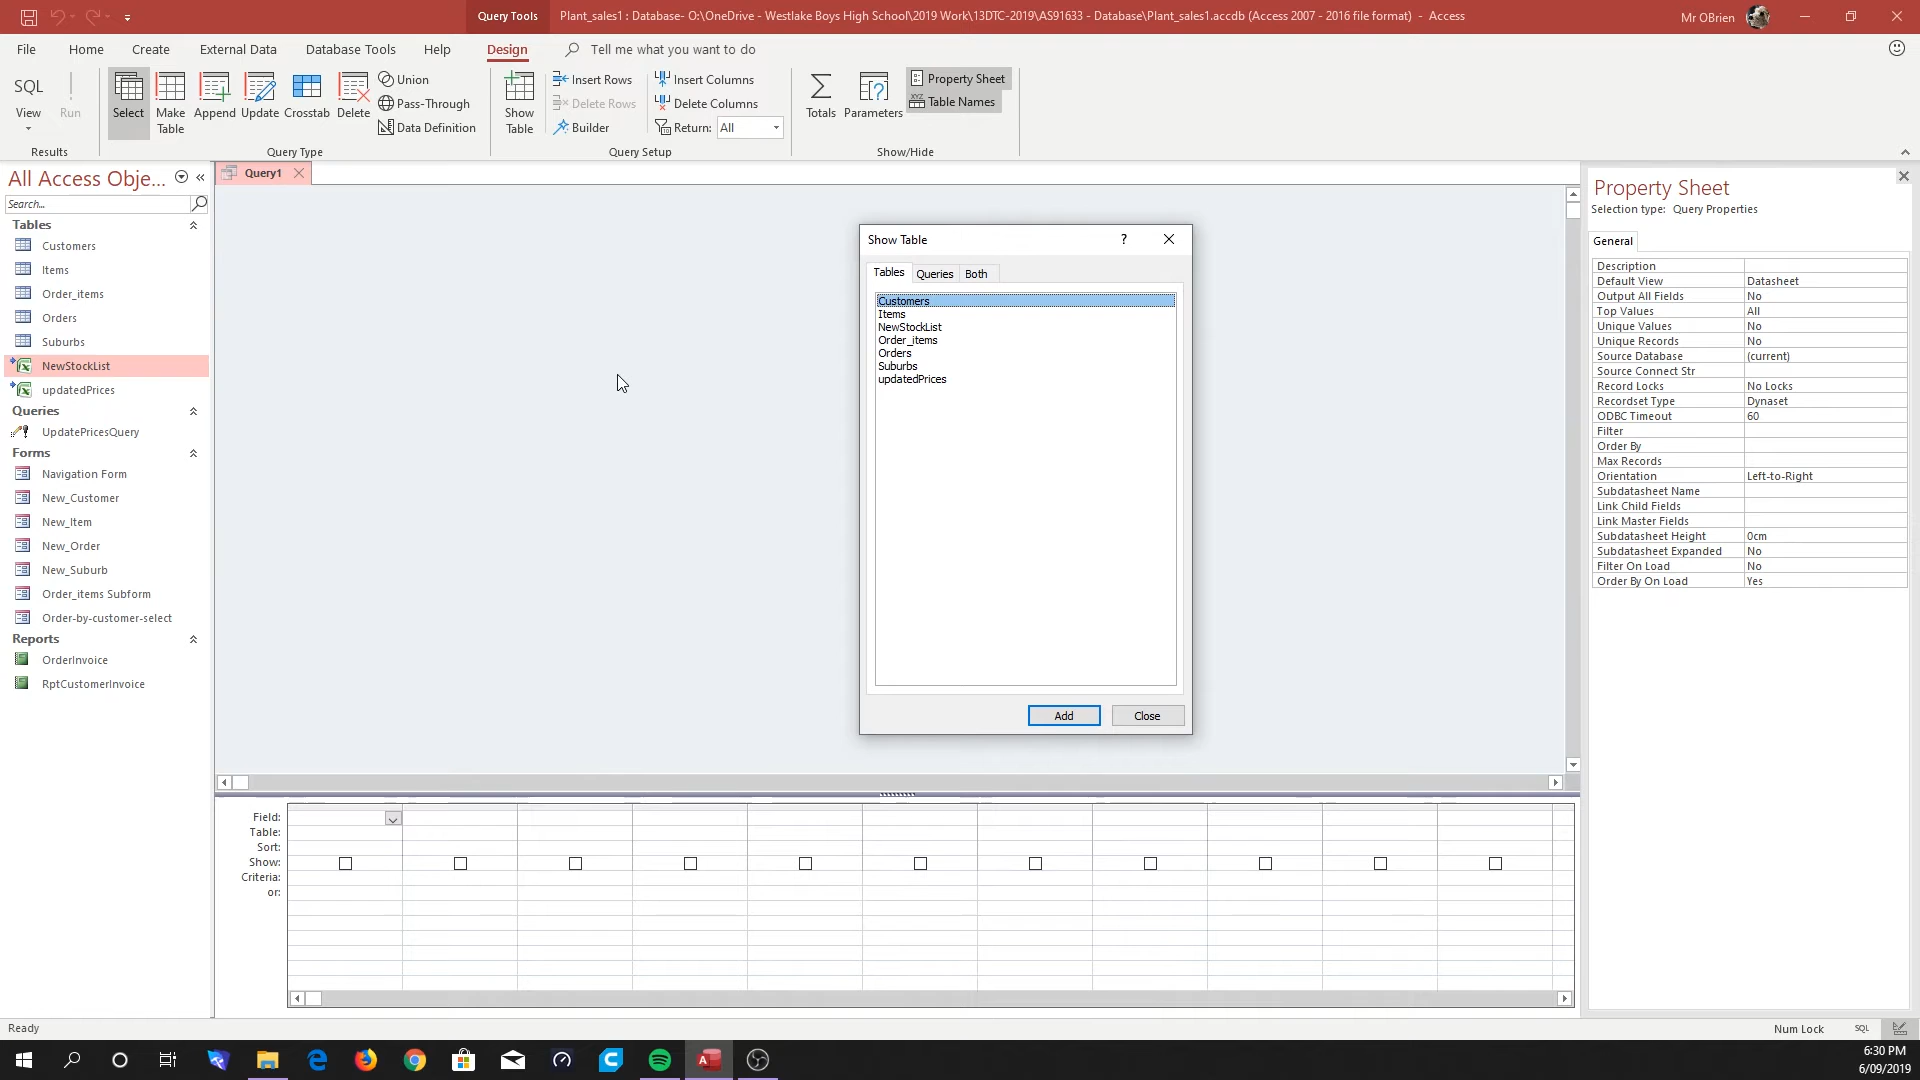 Query Tools
Plant_sales1 : Database- O:\OneDrive - Westlake Boys High School\2019 Work\13DTC-2019\AS91633 - Database\Plant_sales1.accdb (Access 2007 - 2016 file format)  -  Access
Mr OBrien
File
Home
Create
External Data
Database Tools
Help
Design
Tell me what you want to do
SQL
View
Run
Results
Select
Make
Table
Append
Update
Crosstab
Delete
Union
Pass-Through
Data Definition
Query Type
Show
Table
Insert Rows
Delete Rows
Builder
Insert Columns
Delete Columns
Return:
All
Query Setup
Totals
Parameters
Property Sheet
XYZ
Table Names
Show/Hide
All Access Obje...
Search...
Tables
Customers
Items
Order_items
Orders
Suburbs
NewStockList
updatedPrices
Queries
UpdatePricesQuery
Forms
Navigation Form
New_Customer
New_Item
New_Order
New_Suburb
Order_items Subform
Order-by-customer-select
Reports
OrderInvoice
RptCustomerInvoice
Query1
Show Table
?
Tables
Queries
Both
Customers
Items
NewStockList
Order_items
Orders
Suburbs
updatedPrices
Add
Close
Field:
Table:
Sort:
Show:
Criteria:
or:
Property Sheet
Selection type:  Query Properties
General
Description
Default View Datasheet
Output All Fields No
Top Values All
Unique Values No
Unique Records No
Source Database (current)
Source Connect Str
Record Locks No Locks
Recordset Type Dynaset
ODBC Timeout 60
Filter
Order By
Max Records
Orientation Left-to-Right
Subdatasheet Name
Link Child Fields
Link Master Fields
Subdatasheet Height 0cm
Subdatasheet Expanded No
Filter On Load No
Order By On Load Yes
Ready
Num Lock
SQL
6:30 PM
6/09/2019